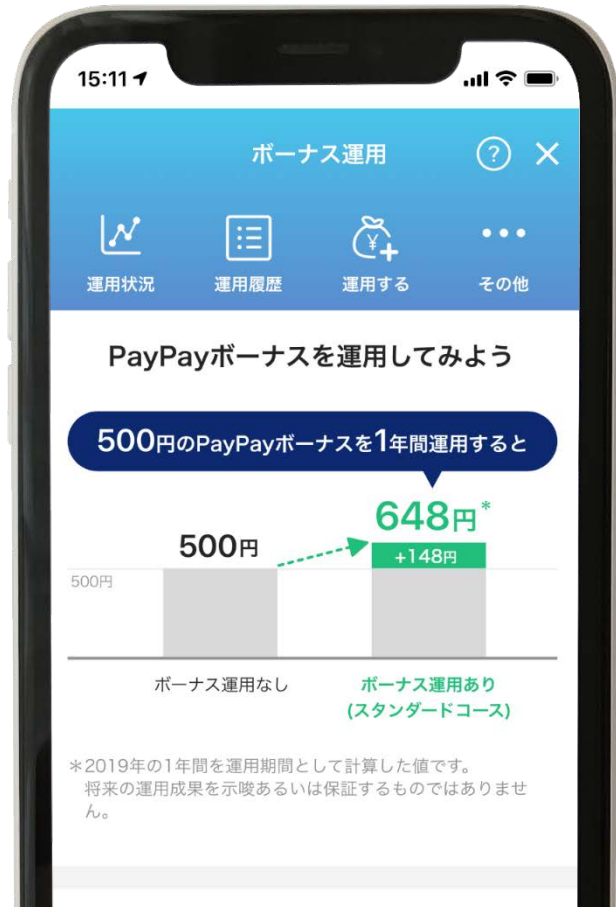 15:11
ボーナス運用
?
運用状況
運用履歴
運用する
その他
PayPayボーナスを運用してみよう
500円のPayPayボーナスを1年間運用すると
648円*
500円
+148円
500円
ボーナス運用なし
ボーナス運用あり
(スタンダードコース)
*2019年の1年間を運用期間として計算した値です。
将来の運用成果を示唆あるいは保証するものではありませ
ん。